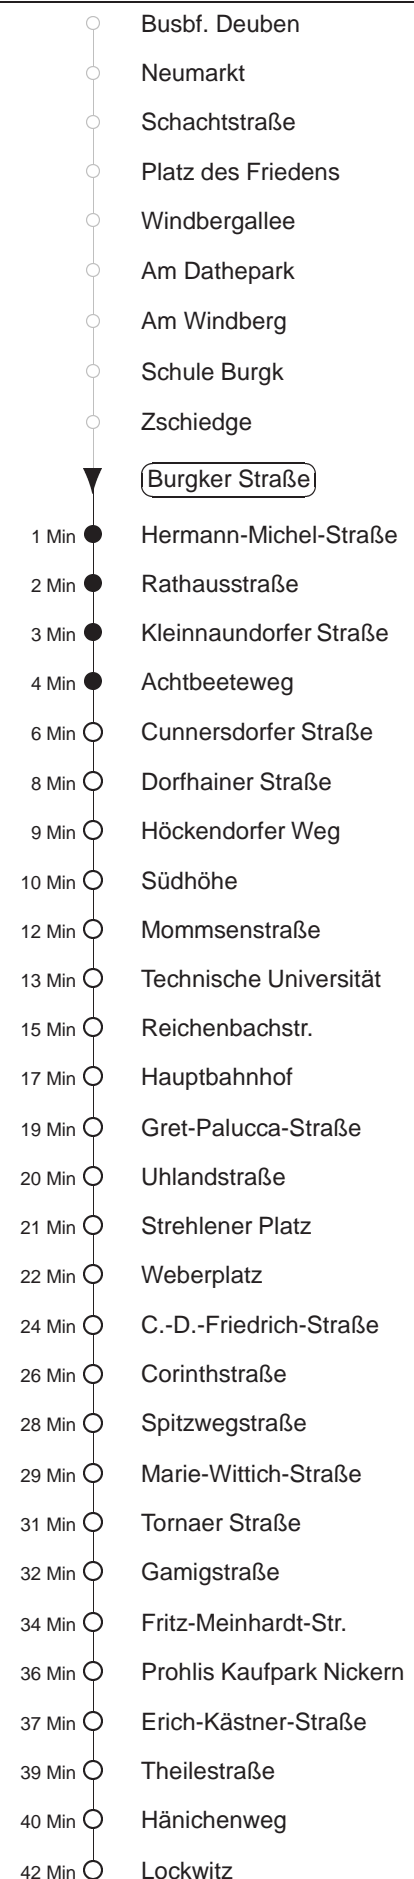 Busbf. Deuben
Neumarkt
Schachtstraße
Platz des Friedens
Windbergallee
Am Dathepark
Am Windberg
Schule Burgk
Zschiedge
Burgker Straße
1 Min Hermann-Michel-Straße
2 Min Rathausstraße
3 Min Kleinnaundorfer Straße
4 Min Achtbeeteweg
6 Min Cunnersdorfer Straße
8 Min Dorfhainer Straße
9 Min Höckendorfer Weg
10 Min Südhöhe
12 Min Mommsenstraße
13 Min Technische Universität
15 Min Reichenbachstr.
17 Min Hauptbahnhof
19 Min Gret-Palucca-Straße
20 Min Uhlandstraße
21 Min Strehlener Platz
22 Min Weberplatz
24 Min C.-D.-Friedrich-Straße
26 Min Corinthstraße
28 Min Spitzwegstraße
29 Min Marie-Wittich-Straße
31 Min Tornaer Straße
32 Min Gamigstraße
34 Min Fritz-Meinhardt-Str.
36 Min Prohlis Kaufpark Nickern
37 Min Erich-Kästner-Straße
39 Min Theilestraße
40 Min Hänichenweg
42 Min Lockwitz